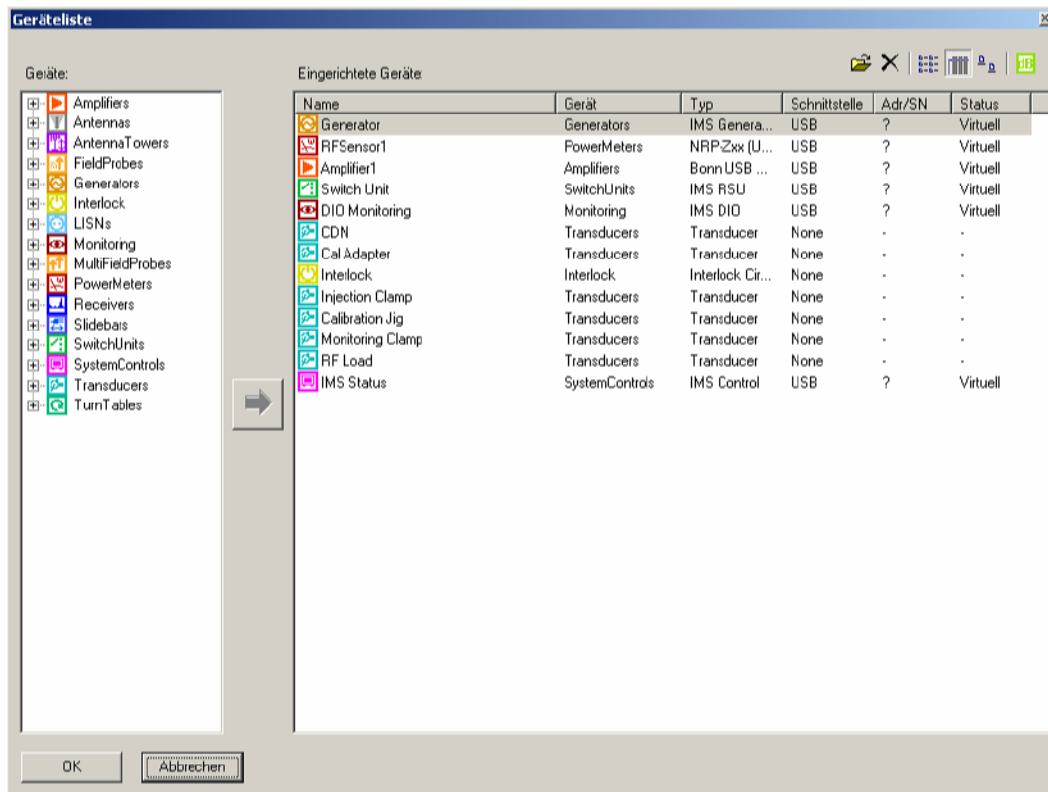 Geräteliste
Geräte:
Amplifiers
Antennas
AntennaTowers
FieldProbes
Generators
Interlock
LISNs
Monitoring
MultiFieldProbes
PowerMeters
Receivers
Slidebars
SwitchUnits
SystemControls
Transducers
TurnTables
Eingerichtete Geräte:
Name Gerät Typ Schnittstelle Adr/SN Status
Generator Generators IMS Genera... USB ? Virtuell
RFSensor1 PowerMeters NRP-Zxx (U... USB ? Virtuell
Amplifier1 Amplifiers Bonn USB ... USB ? Virtuell
Switch Unit SwitchUnits IMS RSU USB ? Virtuell
DIO Monitoring Monitoring IMS DIO USB ? Virtuell
CDN Transducers Transducer None - -
Cal Adapter Transducers Transducer None - -
Interlock Interlock Interlock Cir... None - -
Injection Clamp Transducers Transducer None - -
Calibration Jig Transducers Transducer None - -
Monitoring Clamp Transducers Transducer None - -
RF Load Transducers Transducer None - -
IMS Status SystemControls IMS Control USB ? Virtuell
OK Abbrechen